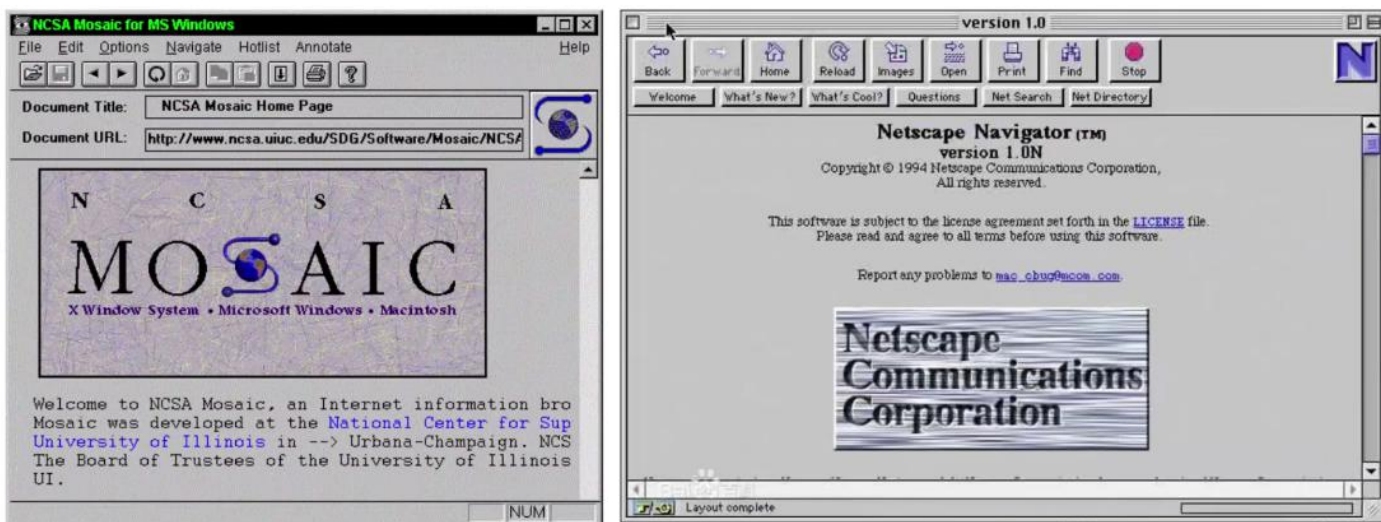 NCSA Mosaic for MS Windows
File Edit Options Navigate Hotlist Annotate Help
Document Title: NCSA Mosaic Home Page
Document URL: http://www.ncsa.uiuc.edu/SDG/Software/Mosaic/NCSA
N C S A
MOSAIC
X Window System • Microsoft Windows • Macintosh
Welcome to NCSA Mosaic, an Internet information bro
Mosaic was developed at the National Center for Sup
University of Illinois in --> Urbana-Champaign. NCS
The Board of Trustees of the University of Illinois
UI.
NUM
version 1.0
Back Forward Home Reload Images Open Print Find Stop
N
Welcome What's New? What's Cool? Questions Net Search Net Directory
Netscape Navigator (TM)
version 1.0N
Copyright © 1994 Netscape Communications Corporation,
All rights reserved.
This software is subject to the license agreement set forth in the LICENSE file.
Please read and agree to all terms before using this software.
Report any problems to mac_cbug@mcom.com.
Netscape
Communications
Corporation
Layout complete